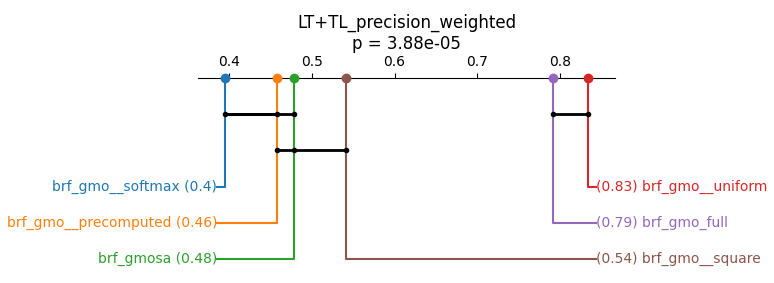 LT+TL_precision_weighted
p = 3.88e-05
0.4 0.5 0.6 0.7 0.8
brf_gmo__softmax (0.4) (0.83) brf_gmo__uniform
brf_gmo__precomputed (0.46) (0.79) brf_gmo_full
brf_gmosa (0.48) (0.54) brf_gmo__square